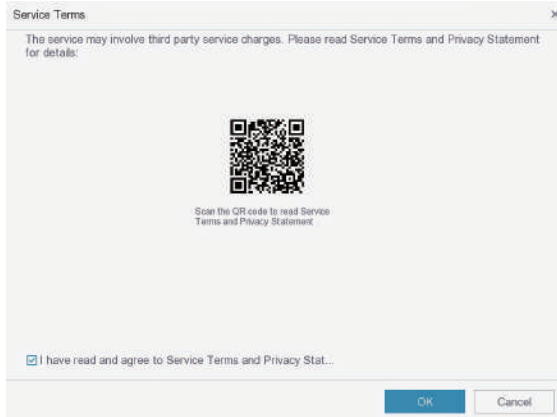 Service Terms
The service may involve third party service charges. Please read Service Terms and Privacy Statement
for details:
Scan the QR code to read Service
Terms and Privacy Statement
I have read and agree to Service Terms and Privacy Stat...
OK
Cancel